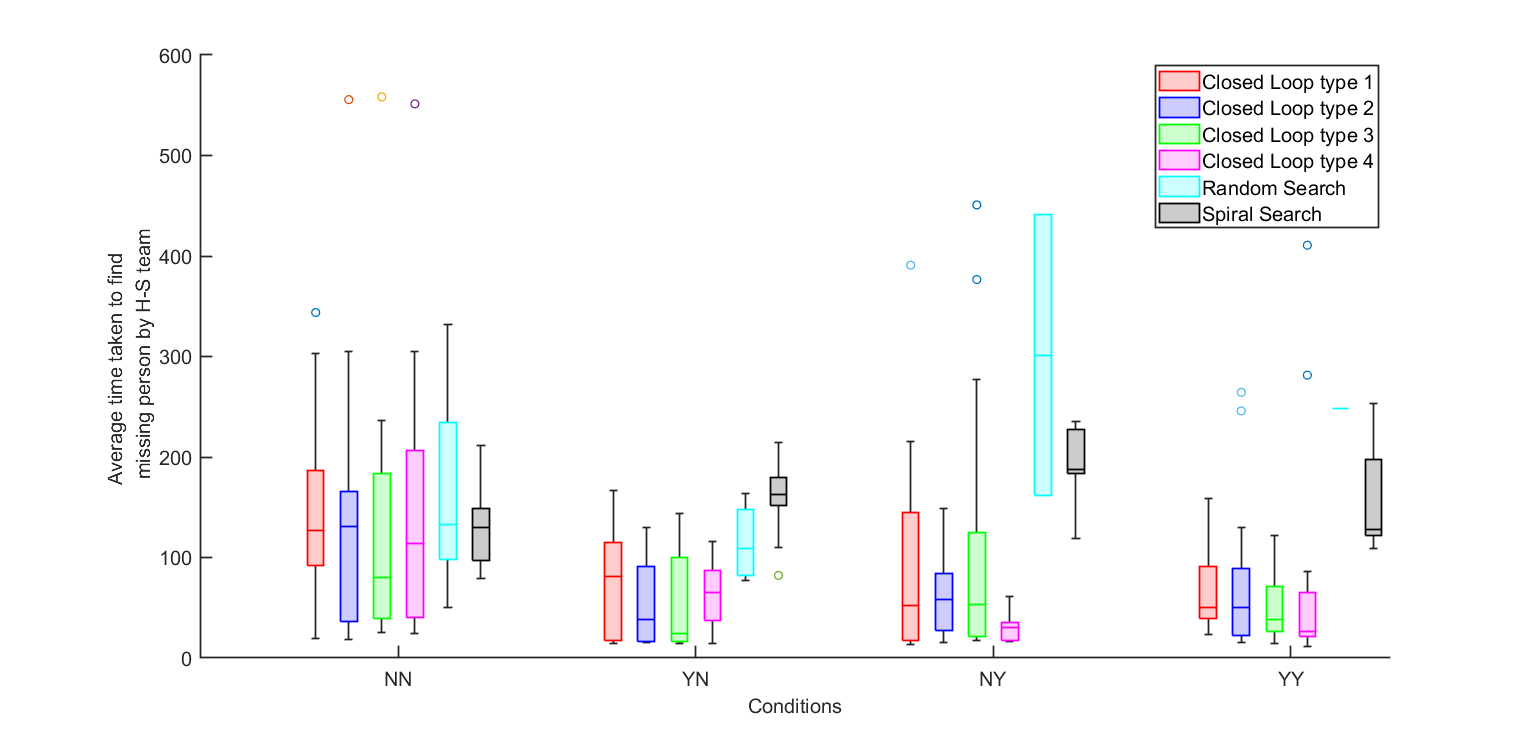 600
500
400
300
200
100
0
Average time taken to find
missing person by H-S team
Closed Loop type 1
Closed Loop type 2
Closed Loop type 3
Closed Loop type 4
Random Search
Spiral Search
NN
YN
NY
YY
Conditions